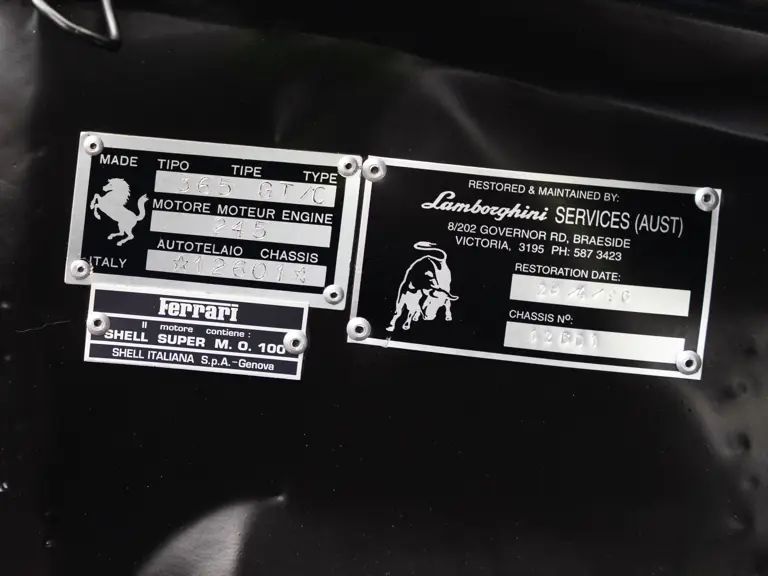 MADE
ITALY
TIPO TIPE TYPE
365 GT/C
MOTORE MOTEUR ENGINE
245
AUTOTELAIO CHASSIS
☆12601☆
Ferrari
Il motore contiene :
SHELL SUPER M. O. 100
SHELL ITALIANA S.p.A.-Genova
RESTORED & MAINTAINED BY:
Lamborghini SERVICES (AUST)
8/202 GOVERNOR RD, BRAESIDE
VICTORIA, 3195 PH: 587 3423
RESTORATION DATE:
CHASSIS Nº:
12601